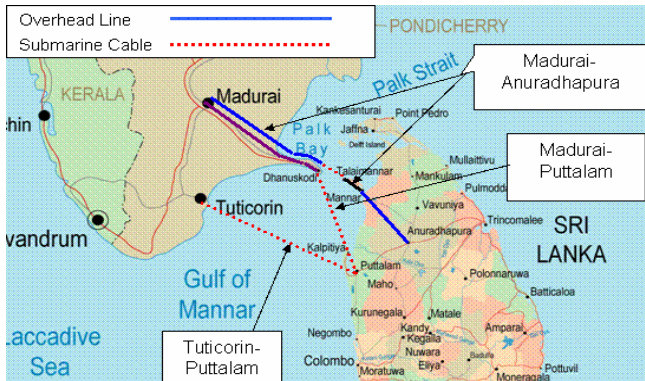 Overhead Line
Submarine Cable
PONDICHERRY
Madurai-
Anuradhapura
Palk Strait
KERALA
Madurai
Kankesanturai
Point Pedro
hin
Palk
Bay
Jaffna
Delft Island
Madurai-
Puttalam
Mullaittivu
Dhanuskodi
Talaimannar
Mankulam
Pulmodd
Mannar
Tuticorin
Vavuniya
Trincomalee
vandrum
Anuradhapura
SRI
LANKA
Kalpitiya
Gulf of
Mannar
Puttalam
Maho
Polonnaruwa
Batticaloa
Kurunegala
Matale
Laccadive
Sea
Tuticorin-
Puttalam
Negombo
Kandy
Kegalla
Amparai
Colombo
Nuwara
Eliya
Badulla
Moratuwa
Moneragala
Pottuvil